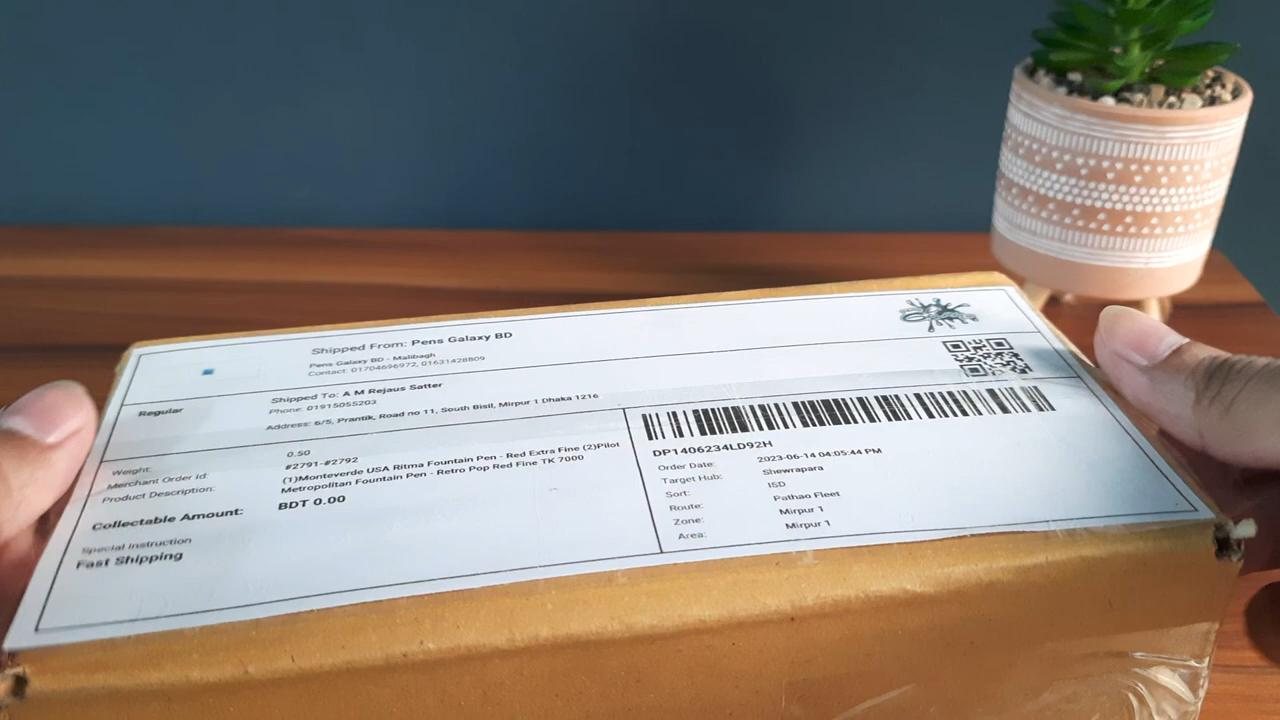 Shipped From: Pens Galaxy BD
Pens Galaxy BD - Malibagh
Contact: 01704696972, 01631428809
Regular
Shipped To: A M Rejaus Satter
Phone: 01915055203
Address: 6/5, Prantik, Road no 11, South Bisil, Mirpur 1 Dhaka 1216
Weight: 0.50
Merchant Order Id: #2791-#2792
Product Description: (1)Monteverde USA Ritma Fountain Pen - Red Extra Fine (2)Pilot
Metropolitan Fountain Pen - Retro Pop Red Fine TK 7000
Collectable Amount: BDT 0.00
Special Instruction
Fast Shipping
DP1406234LD92H
Order Date: 2023-06-14 04:05:44 PM
Target Hub: Shewrapara
Sort: ISD
Route: Pathao Fleet
Zone: Mirpur 1
Area: Mirpur 1